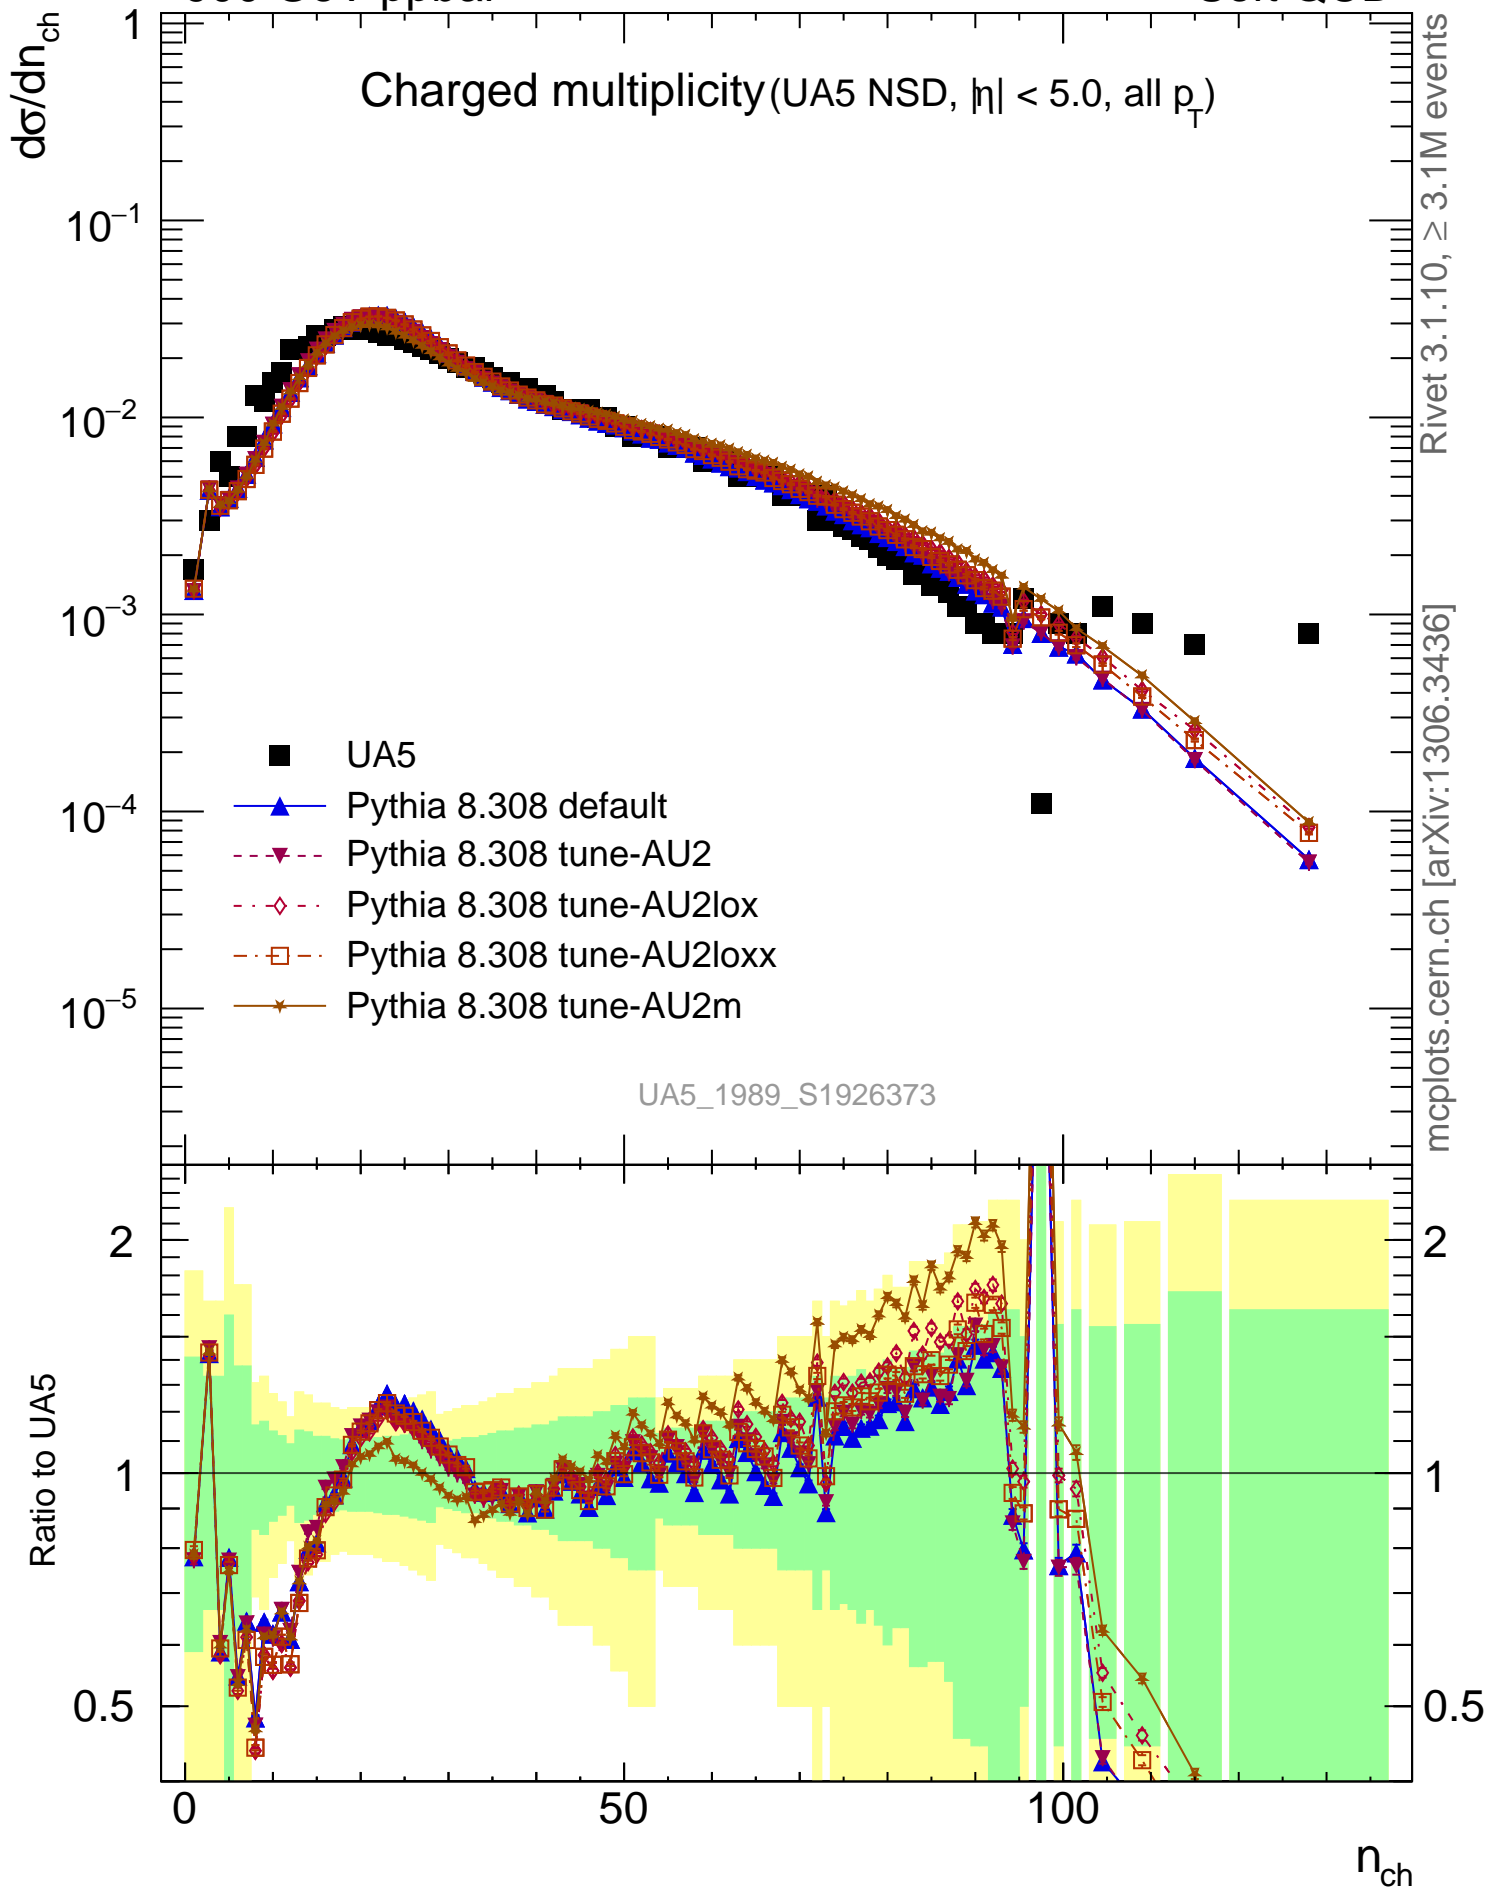 dσ/dn_ch
Charged multiplicity (UA5 NSD, |η| < 5.0, all p_T)
1
10⁻¹
10⁻²
10⁻³
10⁻⁴
10⁻⁵
UA5
Pythia 8.308 default
Pythia 8.308 tune-AU2
Pythia 8.308 tune-AU2lox
Pythia 8.308 tune-AU2loxx
Pythia 8.308 tune-AU2m
UA5_1989_S1926373
Rivet 3.1.10, ≥ 3.1M events
mcplots.cern.ch [arXiv:1306.3436]
Ratio to UA5
2
1
0.5
2
1
0.5
0 50 100
n_ch